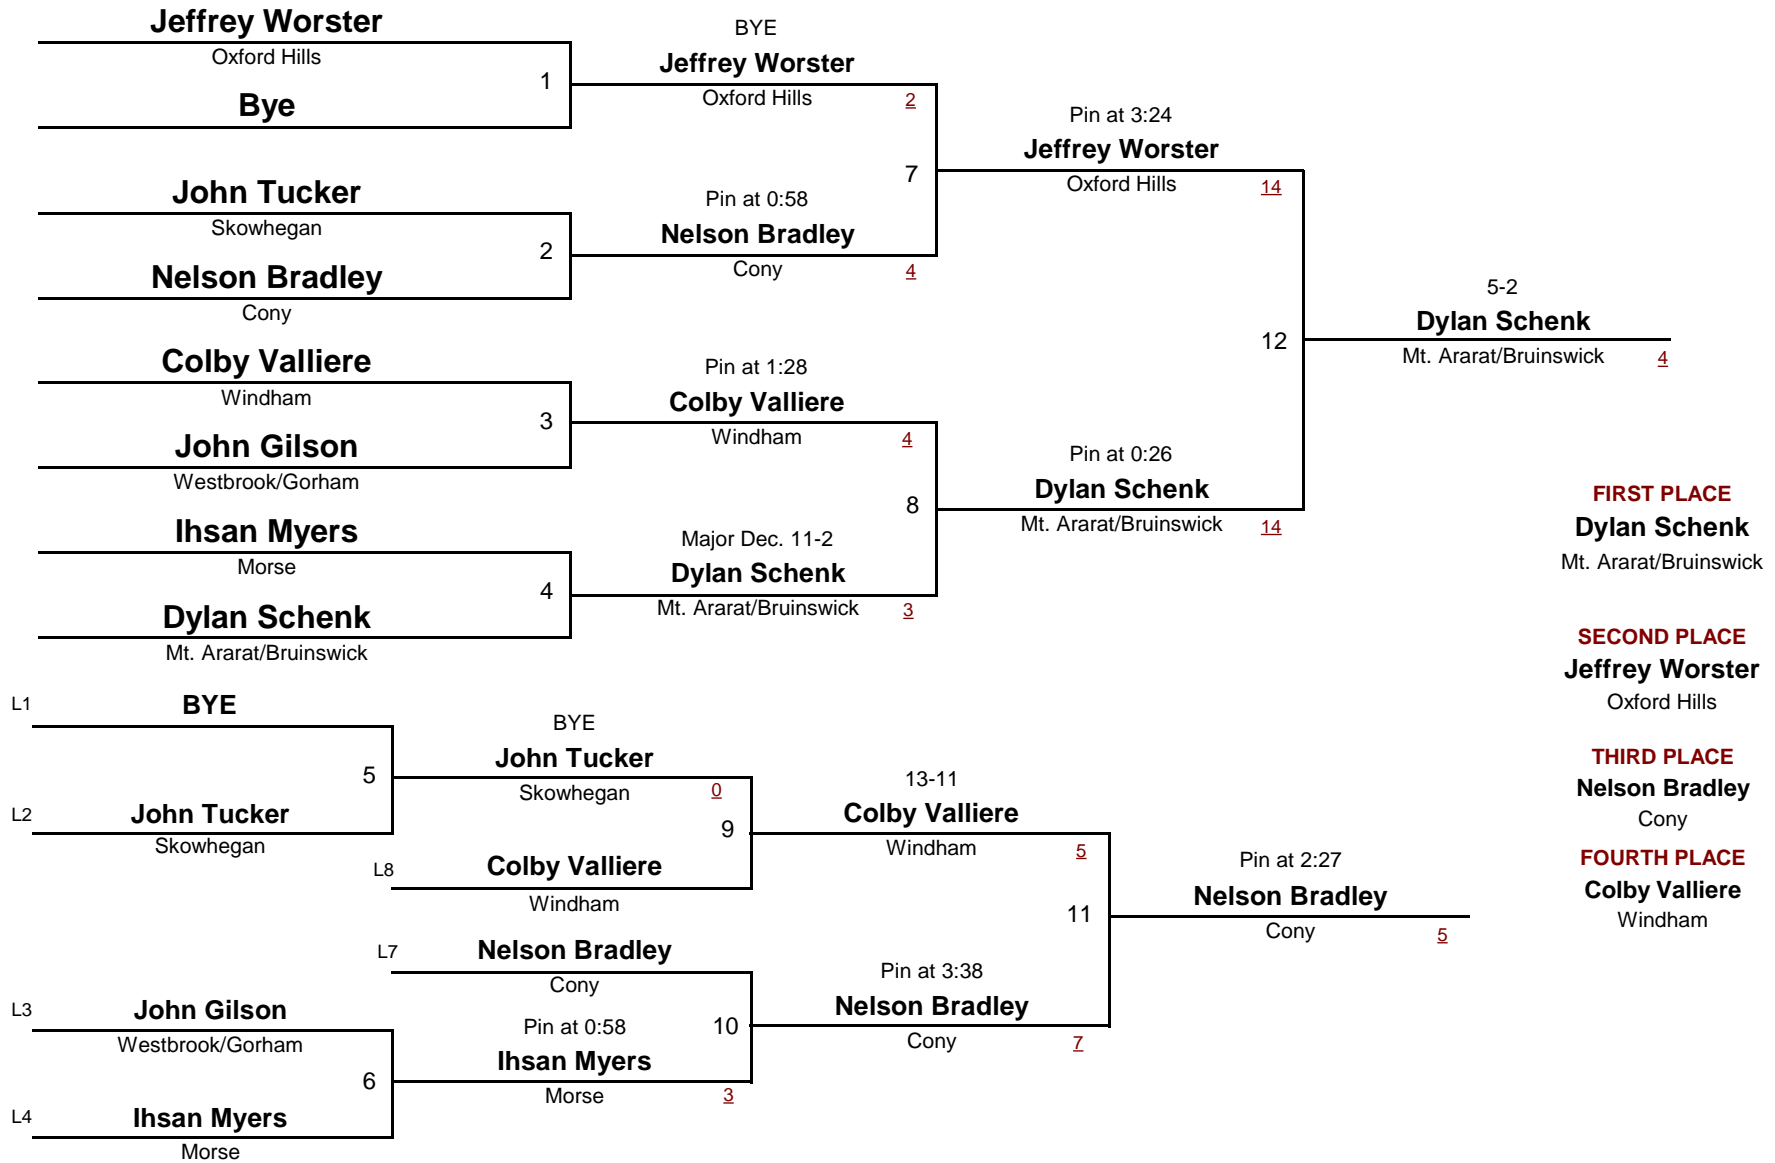 Jeffrey Worster
Oxford Hills
1
Bye
BYE
Jeffrey Worster
Oxford Hills
2
John Tucker
Skowhegan
2
Nelson Bradley
Cony
Pin at 0:58
Nelson Bradley
Cony
4
7
Pin at 3:24
Jeffrey Worster
Oxford Hills
14
Colby Valliere
Windham
3
John Gilson
Westbrook/Gorham
Pin at 1:28
Colby Valliere
Windham
4
Ihsan Myers
Morse
4
Dylan Schenk
Mt. Ararat/Bruinswick
Major Dec. 11-2
Dylan Schenk
Mt. Ararat/Bruinswick
3
8
Pin at 0:26
Dylan Schenk
Mt. Ararat/Bruinswick
14
12
5-2
Dylan Schenk
Mt. Ararat/Bruinswick
4
FIRST PLACE
Dylan Schenk
Mt. Ararat/Bruinswick
SECOND PLACE
Jeffrey Worster
Oxford Hills
THIRD PLACE
Nelson Bradley
Cony
FOURTH PLACE
Colby Valliere
Windham
L1
BYE
5
L2
John Tucker
Skowhegan
BYE
John Tucker
Skowhegan
0
9
L8
Colby Valliere
Windham
13-11
Colby Valliere
Windham
5
L7
Nelson Bradley
Cony
L3
John Gilson
Westbrook/Gorham
6
L4
Ihsan Myers
Morse
Pin at 0:58
Ihsan Myers
Morse
3
10
Pin at 3:38
Nelson Bradley
Cony
7
11
Pin at 2:27
Nelson Bradley
Cony
5